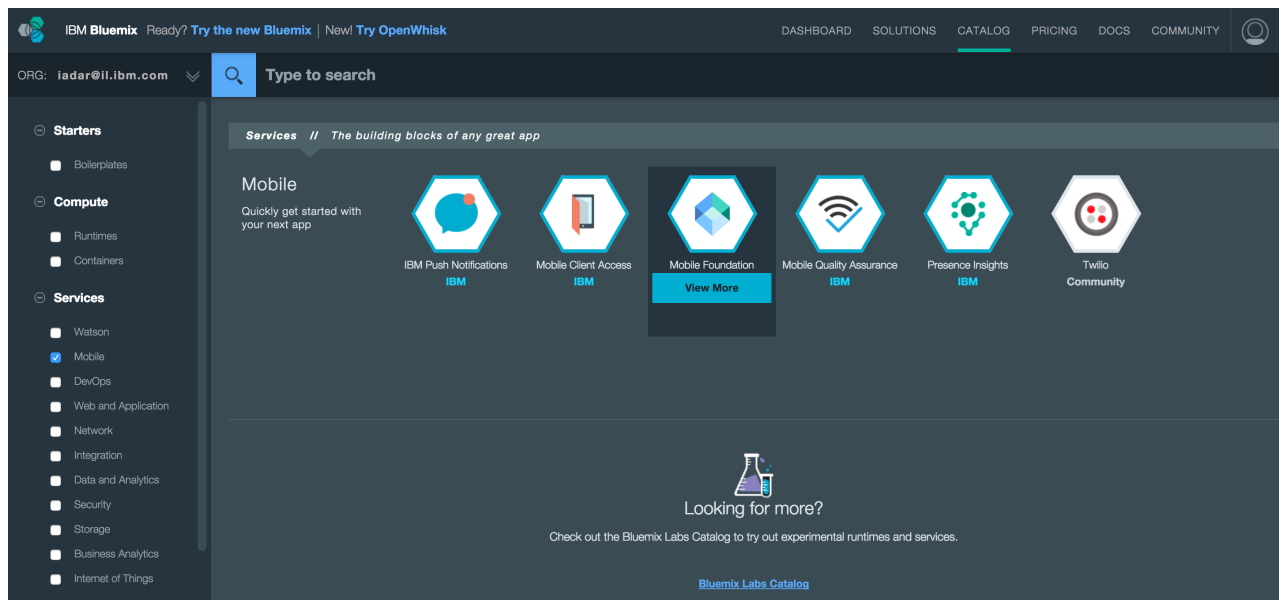 IBM Bluemix Ready? Try the new Bluemix | New! Try OpenWhisk
DASHBOARD SOLUTIONS CATALOG PRICING DOCS COMMUNITY
ORG: iadar@il.ibm.com
Type to search
Starters
Boilerplates
Compute
Runtimes
Containers
Services
Watson
Mobile
DevOps
Web and Application
Network
Integration
Data and Analytics
Security
Storage
Business Analytics
Internet of Things
Services // The building blocks of any great app
Mobile
Quickly get started with
your next app
IBM Push Notifications
IBM
Mobile Client Access
IBM
Mobile Foundation
View More
Mobile Quality Assurance
IBM
Presence Insights
IBM
Twilio
Community
Looking for more?
Check out the Bluemix Labs Catalog to try out experimental runtimes and services.
Bluemix Labs Catalog